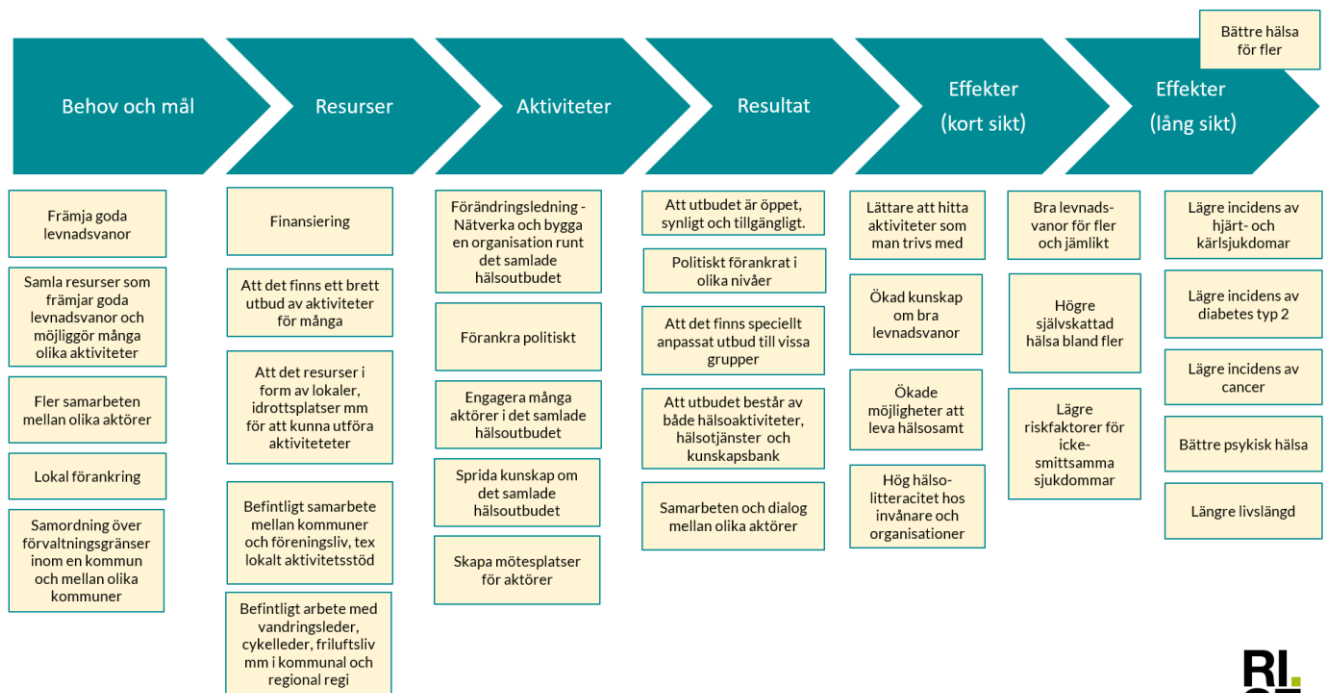 Bättre hälsa
för fler
Behov och mål
Resurser
Aktiviteter
Resultat
Effekter
(kort sikt)
Effekter
(lång sikt)
Främja goda
levnadsvanor
Samla resurser som
främjar goda
levnadsvanor och
möjliggör många
olika aktiviteter
Fler samarbeten
mellan olika aktörer
Lokal förankring
Samordning över
förvaltningsgränser
inom en kommun
och mellan olika
kommuner
Finansiering
Att det finns ett brett
utbud av aktiviteter
för många
Att det resurser i
form av lokaler,
idrottsplatser mm
för att kunna utföra
aktiviteteter
Befintligt samarbete
mellan kommuner
och föreningsliv, tex
lokalt aktivitetsstöd
Befintligt arbete med
vandringsleder,
cykelleder, friluftsliv
mm i kommunal och
regional regi
Förändringsledning -
Nätverka och bygga
en organisation runt
det samlade
hälsoutbudet
Förankra politiskt
Engagera många
aktörer i det samlade
hälsoutbudet
Sprida kunskap om
det samlade
hälsoutbudet
Skapa mötesplatser
för aktörer
Att utbudet är öppet,
synligt och tillgängligt.
Politiskt förankrat i
olika nivåer
Att det finns speciellt
anpassat utbud till vissa
grupper
Att utbudet består av
både hälsoaktiviteter,
hälsotjänster och
kunskapsbank
Samarbeten och dialog
mellan olika aktörer
Lättare att hitta
aktiviteter som
man trivs med
Ökad kunskap
om bra
levnadsvanor
Ökade
möjligheter att
leva hälsosamt
Hög hälso-
litteracitet hos
invånare och
organisationer
Bra levnads-
vanor för fler
och jämlikt
Högre
självskattad
hälsa bland fler
Lägre
riskfaktorer för
icke-
smittsamma
sjukdommar
Lägre incidens av
hjärt- och
kärlsjukdomar
Lägre incidens av
diabetes typ 2
Lägre incidens av
cancer
Bättre psykisk hälsa
Längre livslängd
RI.
SE